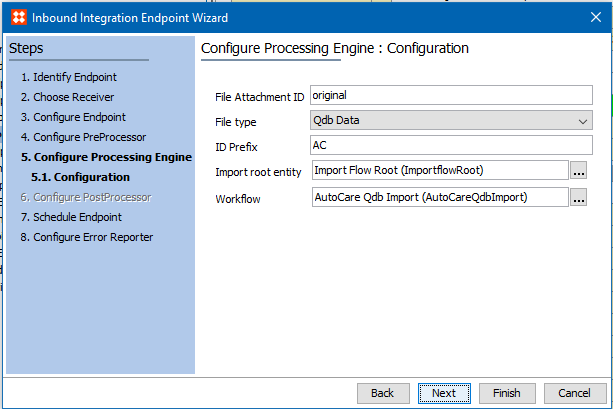 Inbound Integration Endpoint Wizard
Steps
1. Identify Endpoint
2. Choose Receiver
3. Configure Endpoint
4. Configure PreProcessor
5. Configure Processing Engine
5.1. Configuration
6. Configure PostProcessor
7. Schedule Endpoint
8. Configure Error Reporter
Configure Processing Engine : Configuration
File Attachment ID original
File type Qdb Data
ID Prefix AC
Import root entity Import Flow Root (ImportflowRoot) ...
Workflow AutoCare Qdb Import (AutoCareQdbImport) ...
Back Next Finish Cancel